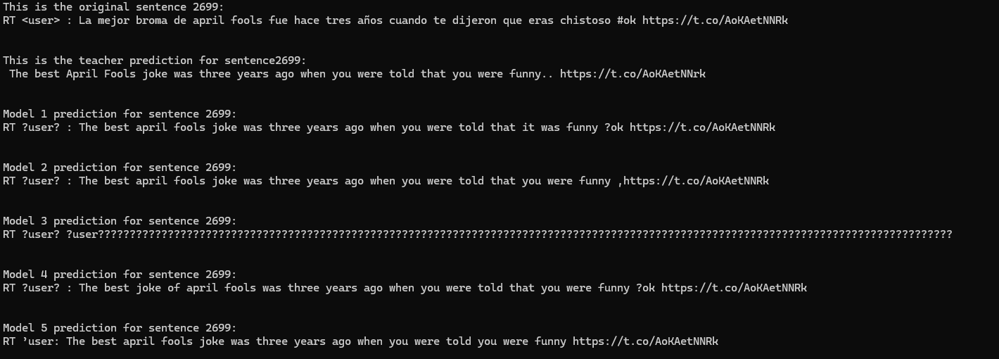 This is the original sentence 2699:
RT <user> : La mejor broma de april fools fue hace tres años cuando te dijeron que eras chistoso #ok https://t.co/AoKAetNNRk
This is the teacher prediction for sentence2699:
The best April Fools joke was three years ago when you were told that you were funny.. https://t.co/AoKAetNNrk
Model 1 prediction for sentence 2699:
RT ?user? : The best april fools joke was three years ago when you were told that it was funny ?ok https://t.co/AoKAetNNRk
Model 2 prediction for sentence 2699:
RT ?user? : The best april fools joke was three years ago when you were told that you were funny ,https://t.co/AoKAetNNRk
Model 3 prediction for sentence 2699:
RT ?user? ?user???????????????????????????????????????????????????????????????????????????????????????????????????????????????????????????????????????
Model 4 prediction for sentence 2699:
RT ?user? : The best joke of april fools was three years ago when you were told that you were funny ?ok https://t.co/AoKAetNNRk
Model 5 prediction for sentence 2699:
RT ’user: The best april fools joke was three years ago when you were told you were funny https://t.co/AoKAetNNRk